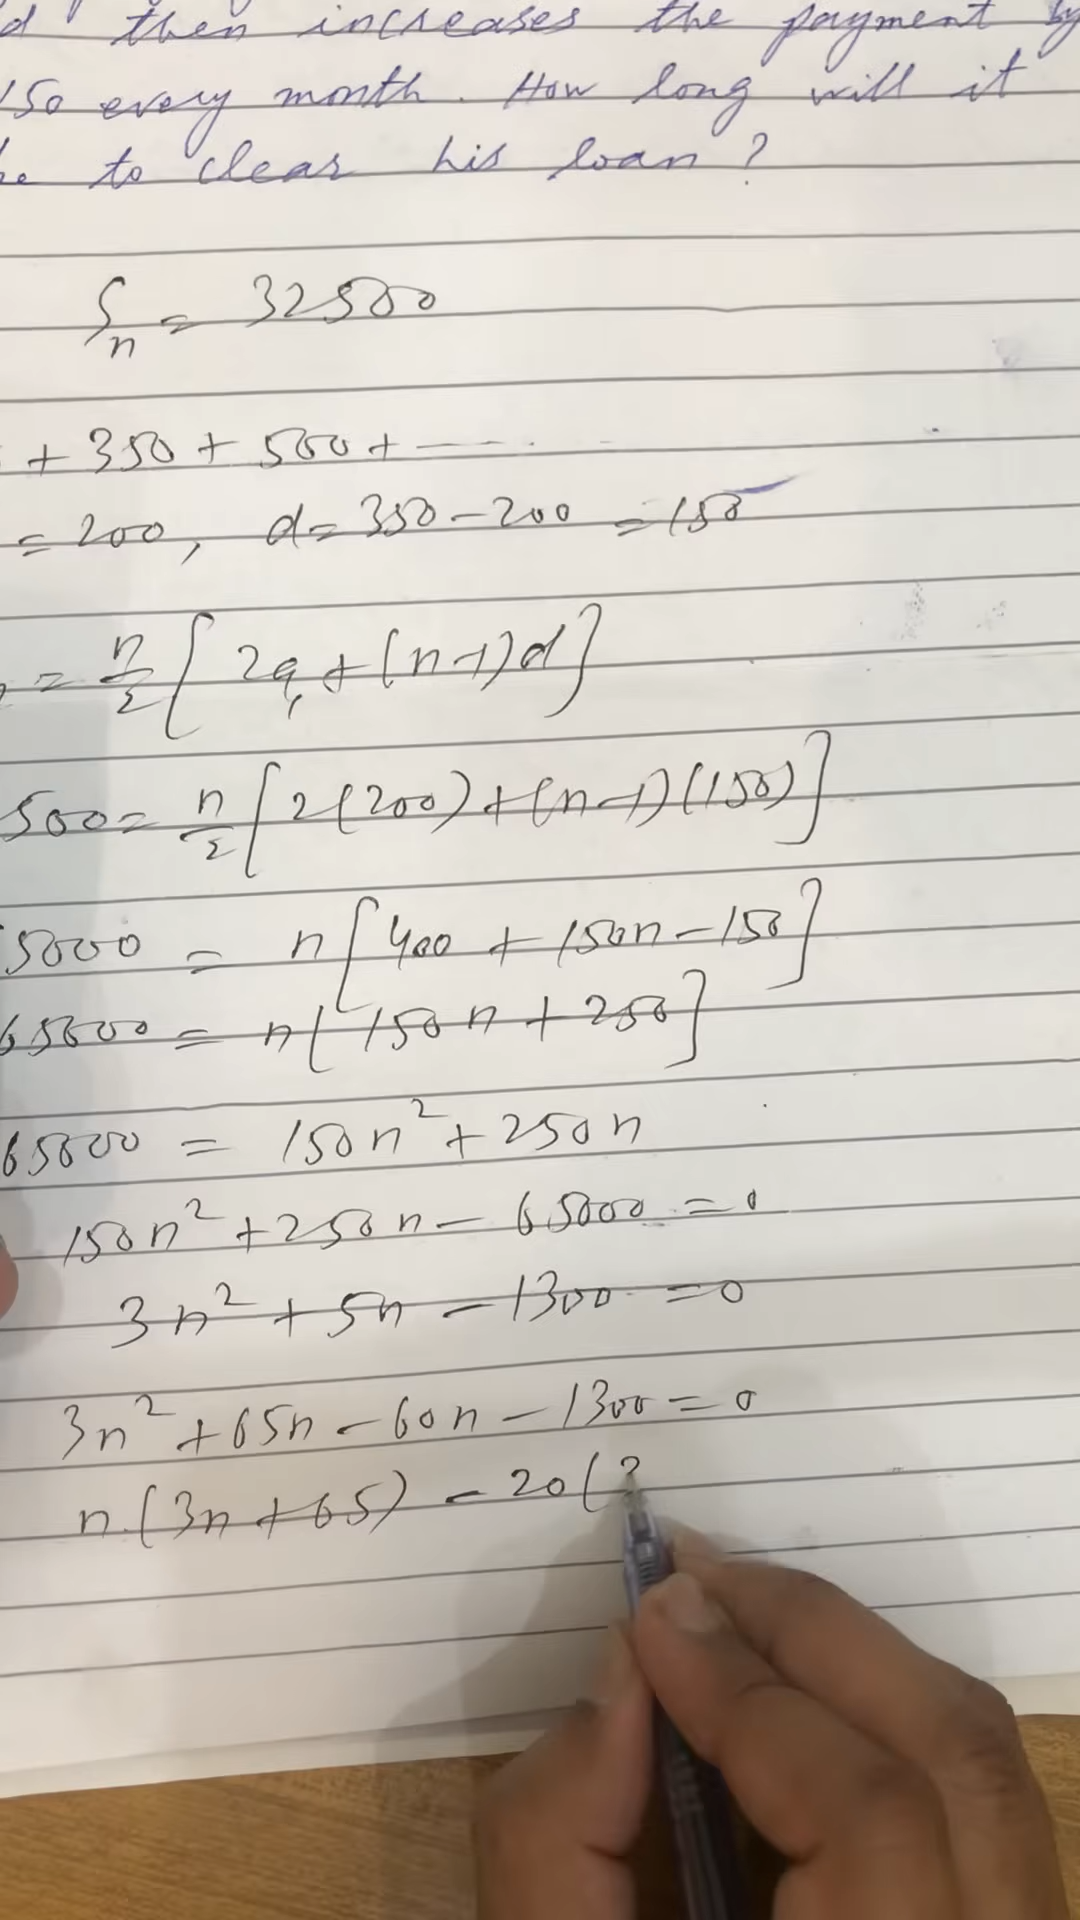 then increases the payment by
150 every month. How long will it
to clear his loan?
Sn = 32500
+ 350 + 500 + ----
= 200, d = 350 - 200 = 150
= n/2 [2a₁ + (n-1)d]
500 = n/2 [2(200) + (n-1)(150)]
5000 = n[400 + 150n - 150]
65000 = n[150n + 250]
65000 = 150n² + 250n
150n² + 250n - 65000 = 0
3n² + 5n - 1300 = 0
3n² + 65n - 60n - 1300 = 0
n(3n + 65) - 20(3